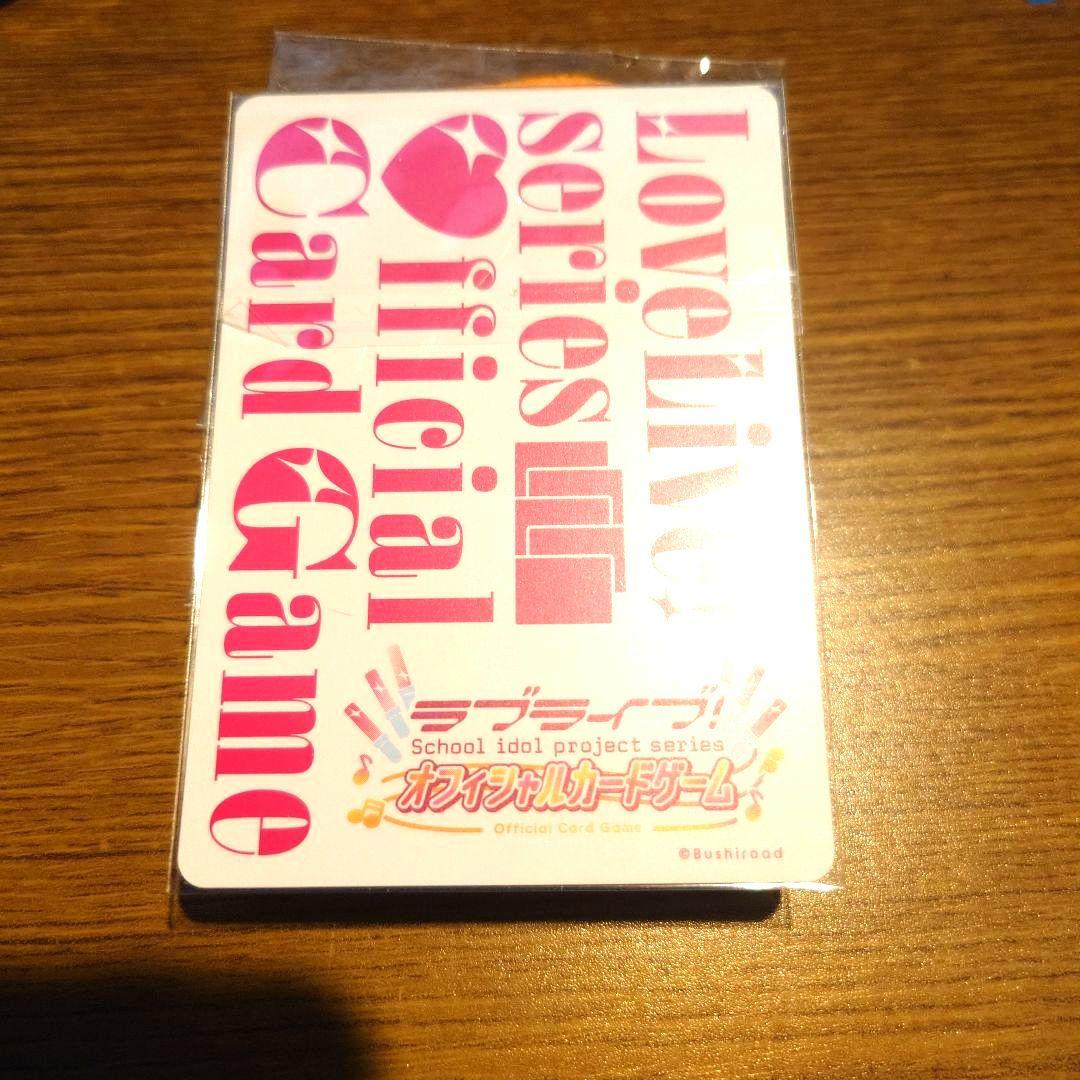 LoveLive!
series
Official
Card Game
ラブライブ!
School idol project series
オフィシャルカードゲーム
Official Card Game
©Bushiroad